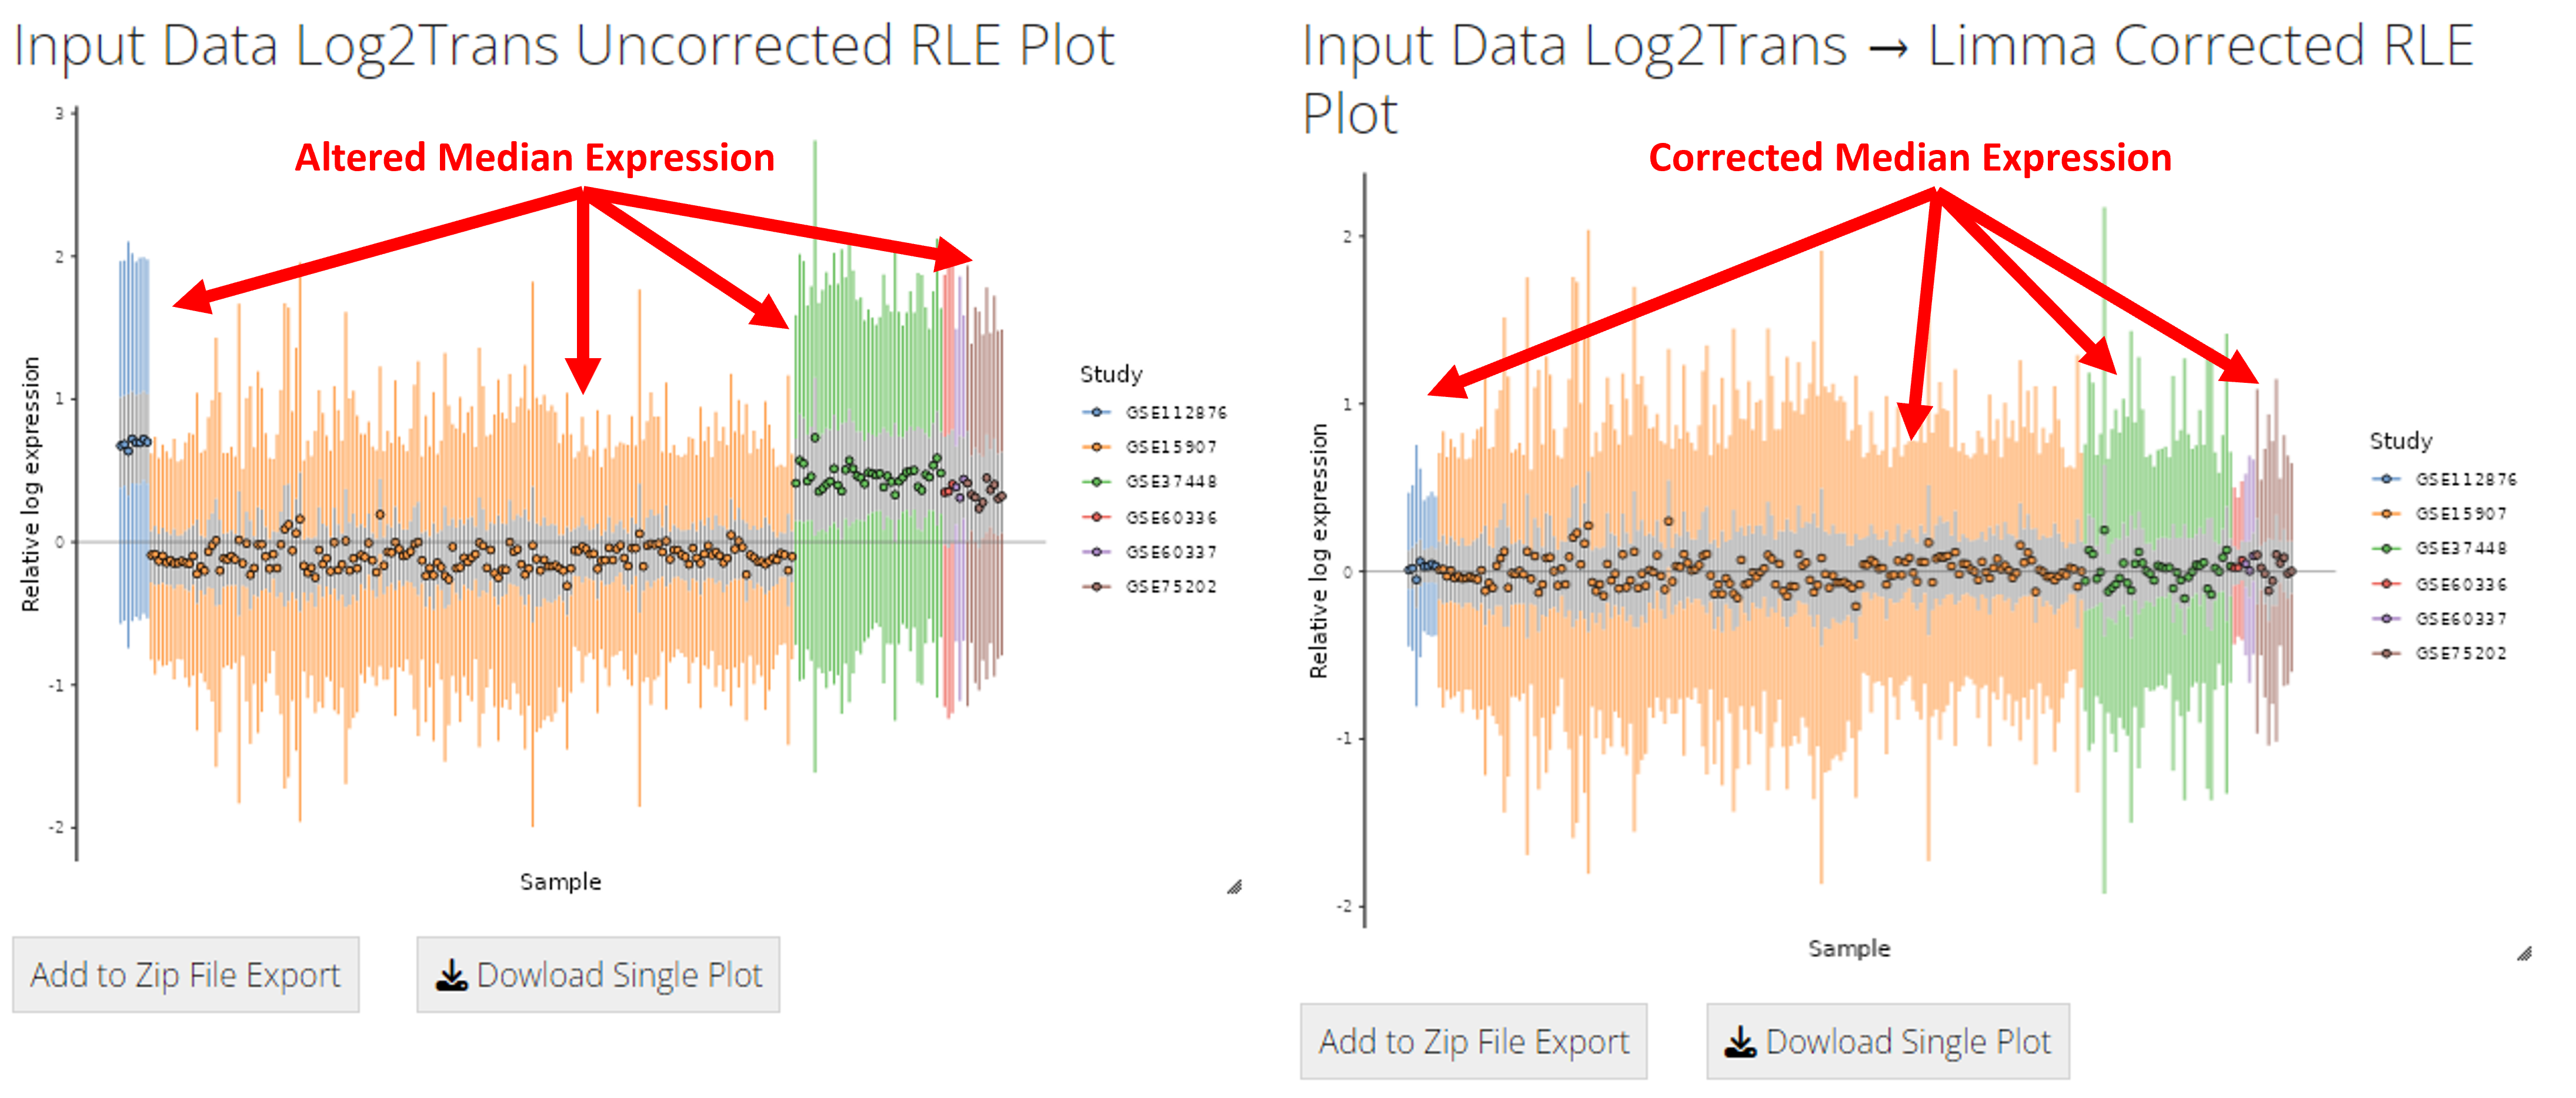 Input Data Log2Trans Uncorrected RLE Plot
Altered Median Expression
3
2
1
0
-1
-2
Relative log expression
Sample
Study
GSE112876
GSE15907
GSE37448
GSE60336
GSE60337
GSE75202
Add to Zip File Export
Dowload Single Plot
Input Data Log2Trans → Limma Corrected RLE
Plot
Corrected Median Expression
2
1
0
-1
-2
Relative log expression
Sample
Study
GSE112876
GSE15907
GSE37448
GSE60336
GSE60337
GSE75202
Add to Zip File Export
Dowload Single Plot